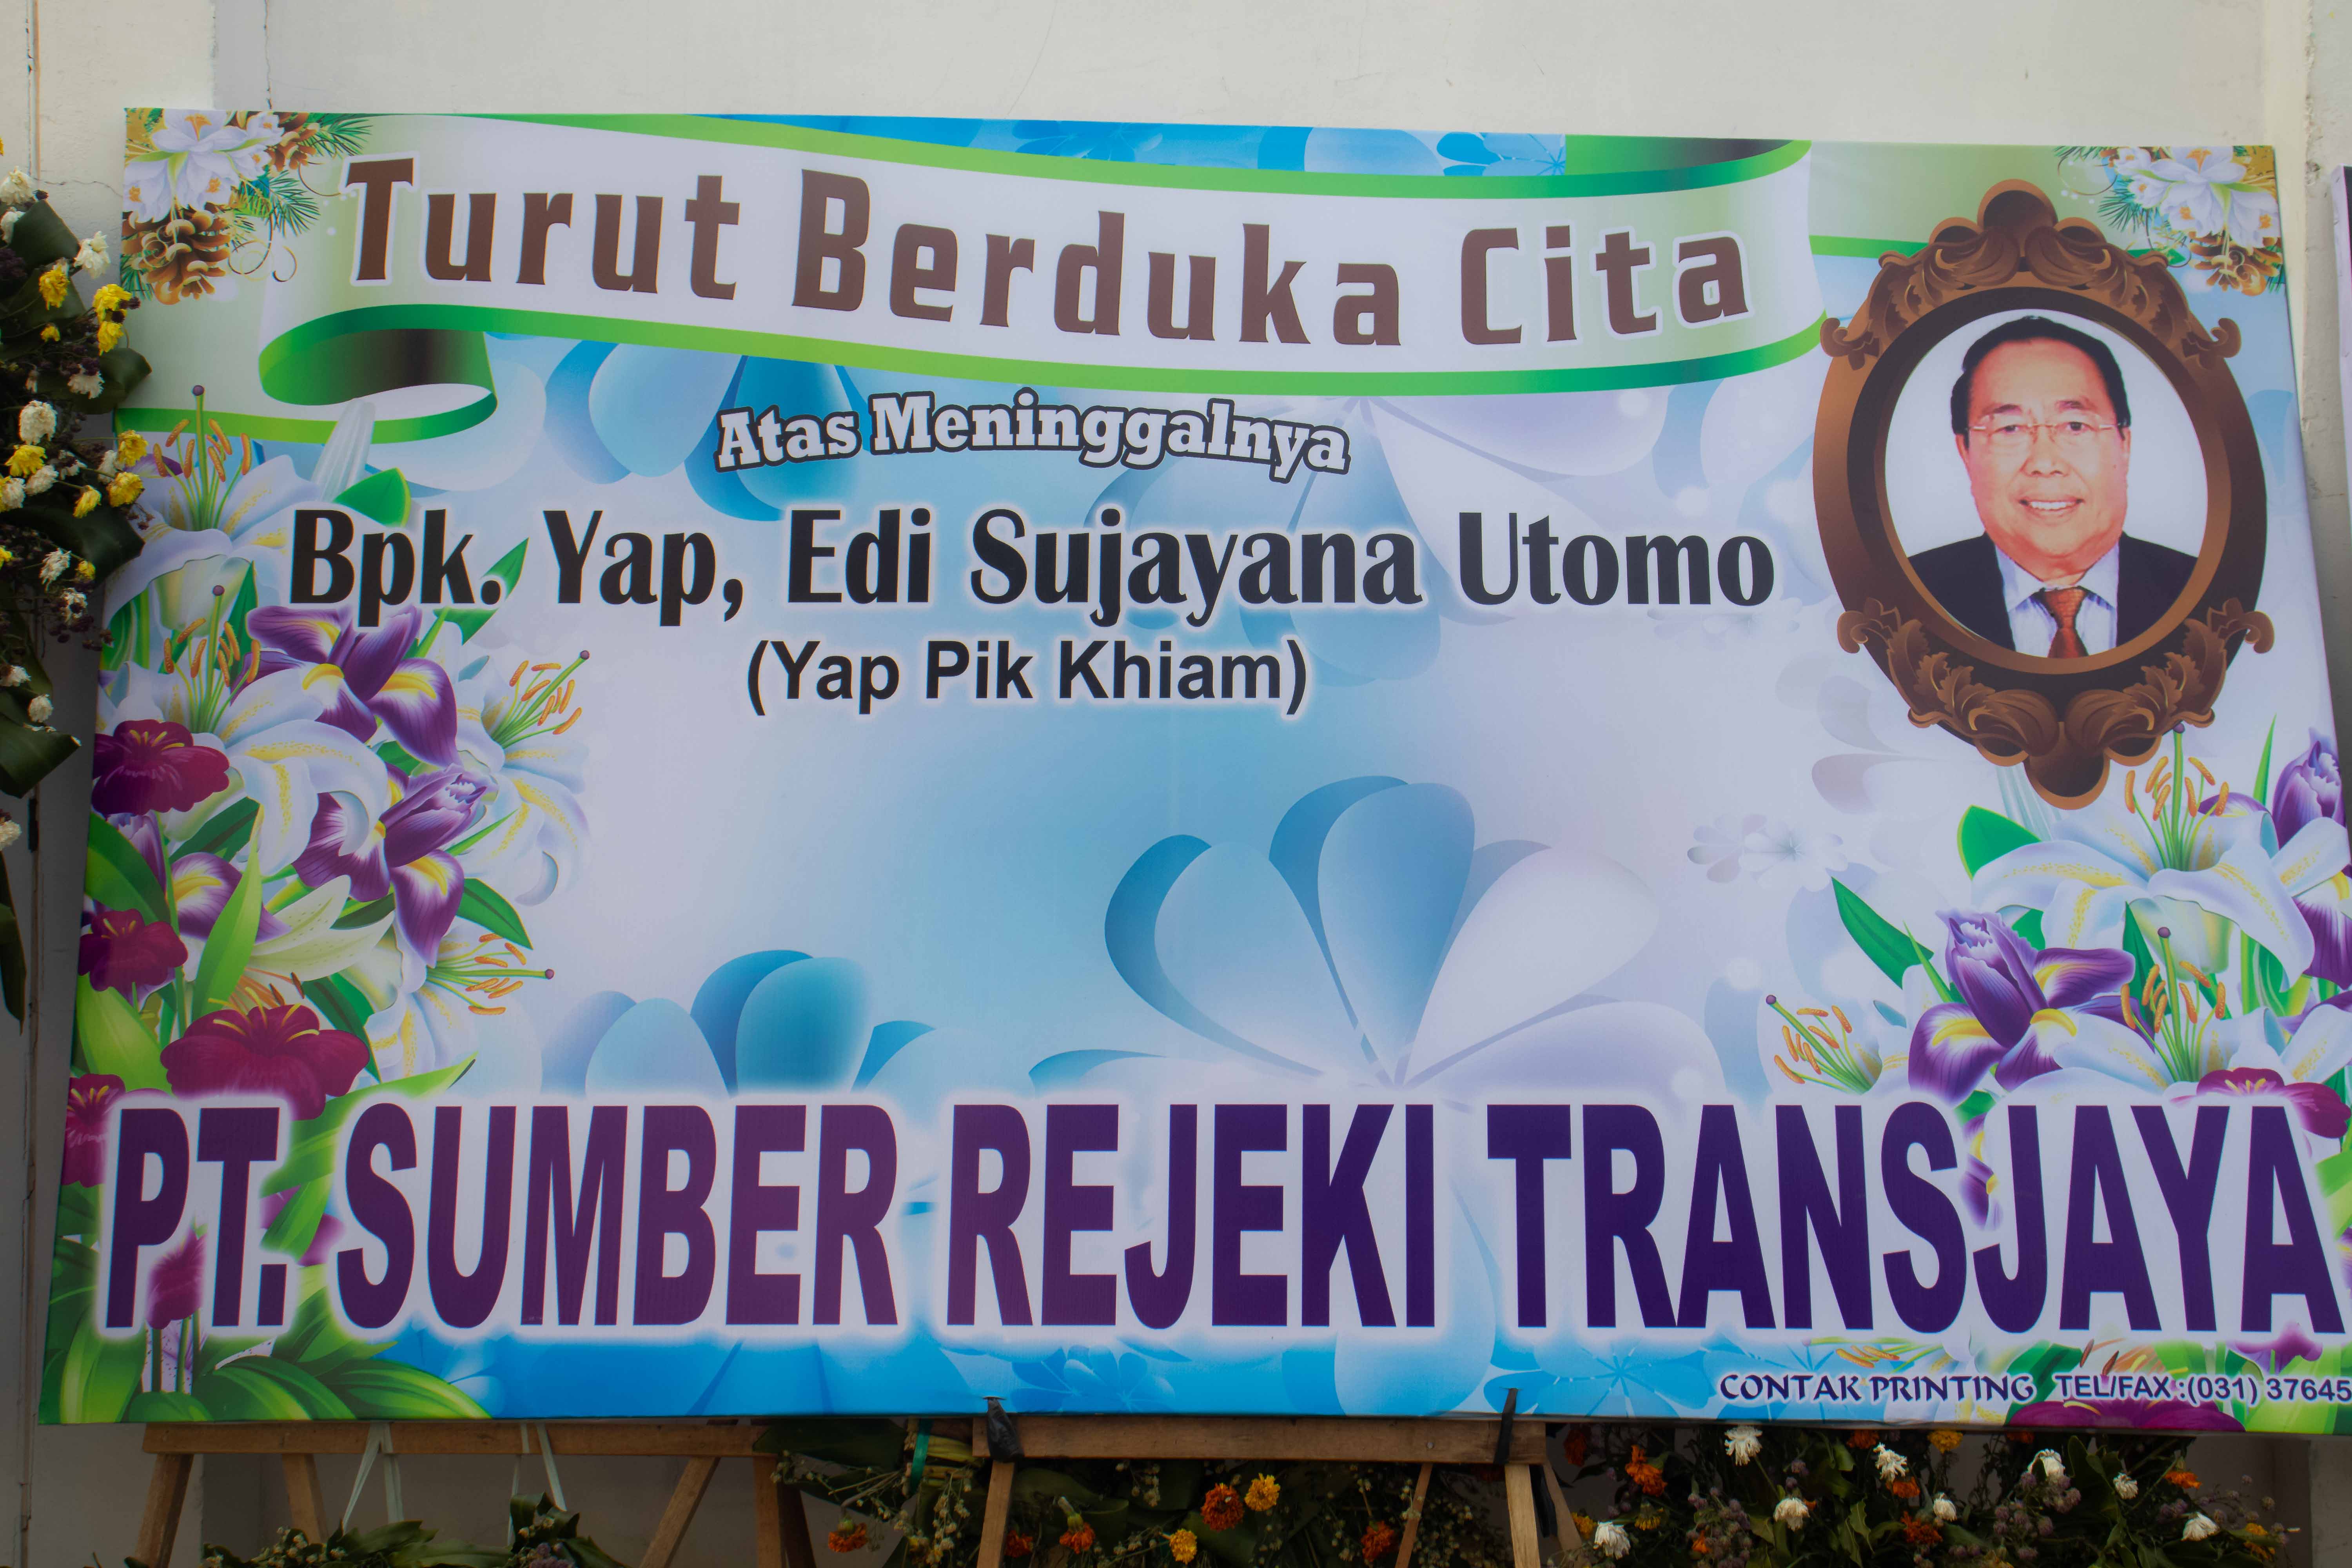 Turut Berduka Cita
Atas Meninggalnya
Bpk. Yap, Edi Sujayana Utomo
(Yap Pik Khiam)
PT. SUMBER REJEKI TRANSJAYA
CONTAK PRINTING TEL/FAX :(031) 37645